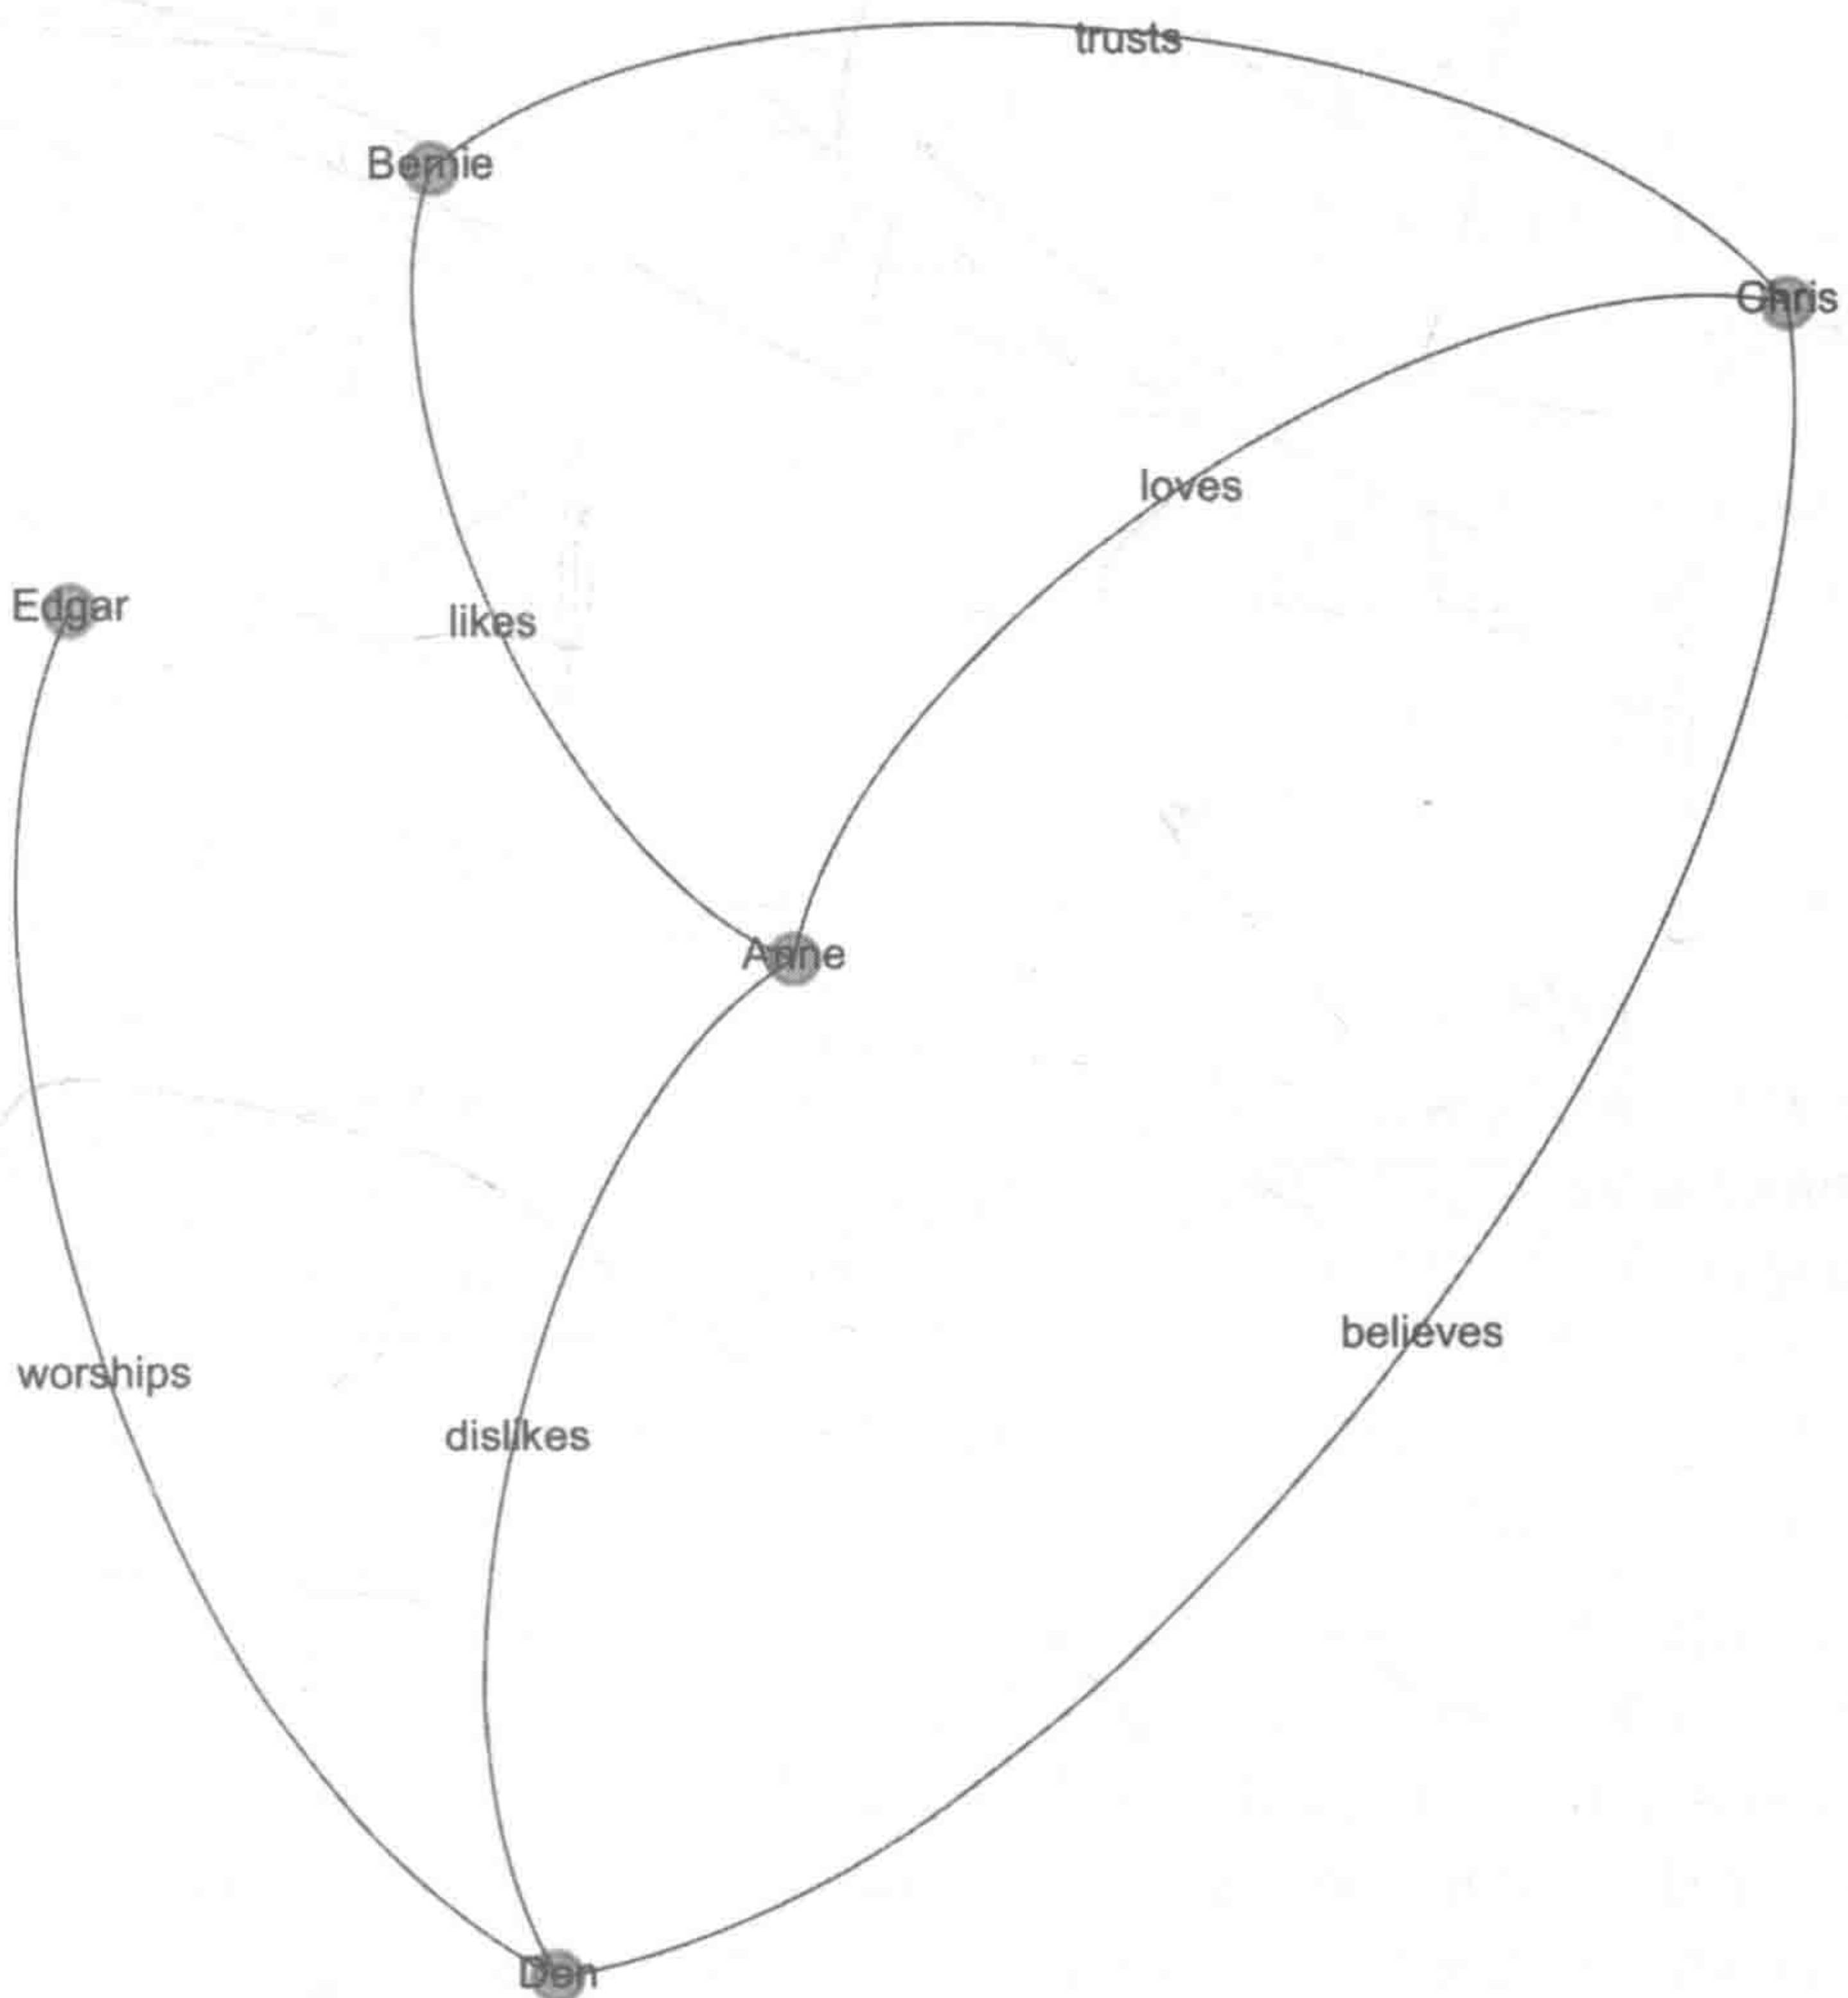 trusts
Bernie
Chris
loves
Edgar
likes
Anne
believes
worships
dislikes
Den